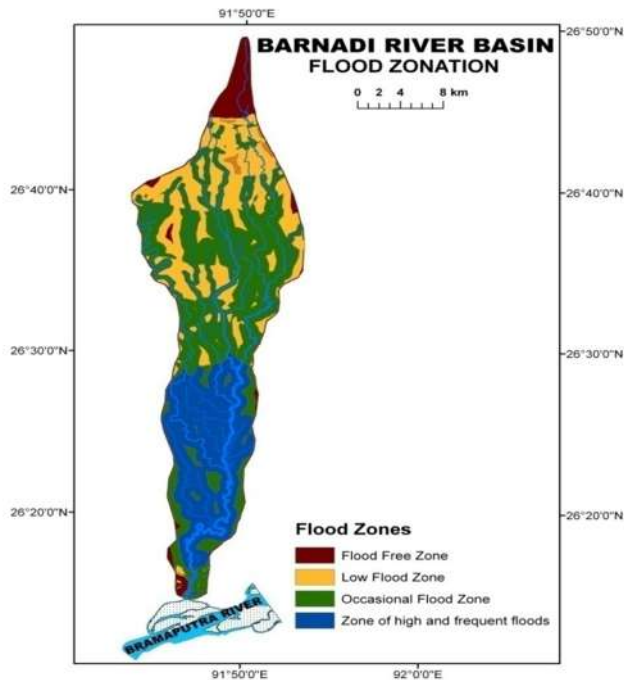 91°50'0"E
BARNADI RIVER BASIN
FLOOD ZONATION
0 2 4 8 km
26°50'0"N
26°40'0"N
26°40'0"N
26°30'0"N
26°30'0"N
26°20'0"N
26°20'0"N
Flood Zones
Flood Free Zone
Low Flood Zone
Occasional Flood Zone
Zone of high and frequent floods
BRAMAPUTRA RIVER
91°50'0"E
92°0'0"E